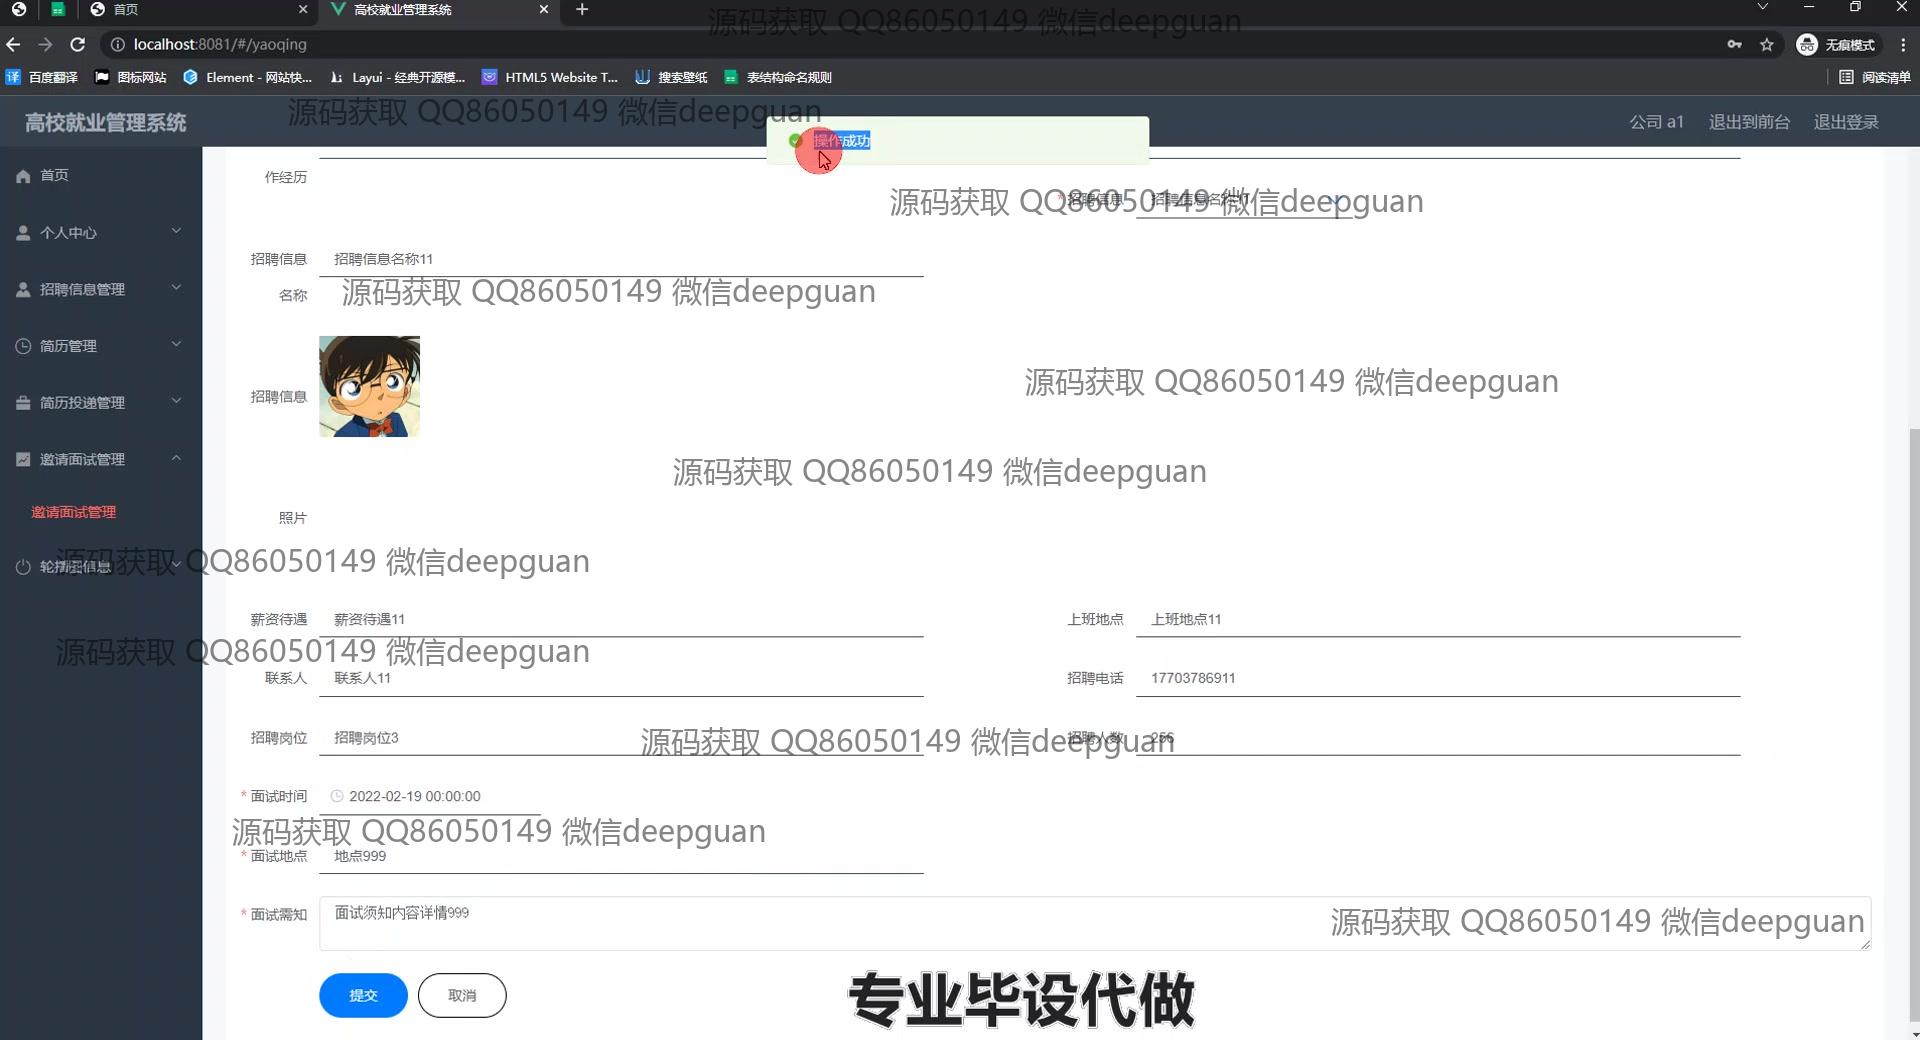 首页
高校就业管理系统
源码获取 QQ86050149 微信deepguan
localhost:8081/#/yaoqing
无痕模式
译 百度翻译
图标网站
Element - 网站快...
Layui - 经典开源模...
HTML5 Website T...
搜索壁纸
表结构命名规则
阅读清单
高校就业管理系统
源码获取 QQ86050149 微信deepguan
操作成功
公司 a1
退出到前台
退出登录
首页
个人中心
招聘信息管理
简历管理
简历投递管理
邀请面试管理
邀请面试管理
轮播图信息
作经历
源码获取 QQ86050149 微信deepguan
* 招聘信息
招聘信息名称11
招聘信息
名称
招聘信息名称11
源码获取 QQ86050149 微信deepguan
招聘信息
照片
源码获取 QQ86050149 微信deepguan
源码获取 QQ86050149 微信deepguan
源码获取 QQ86050149 微信deepguan
薪资待遇
薪资待遇11
上班地点
上班地点11
源码获取 QQ86050149 微信deepguan
联系人
联系人11
招聘电话
17703786911
招聘岗位
招聘岗位3
源码获取 QQ86050149 微信deepguan
招聘人数
256
* 面试时间
2022-02-19 00:00:00
源码获取 QQ86050149 微信deepguan
* 面试地点
地点999
* 面试需知
面试须知内容详情999
源码获取 QQ86050149 微信deepguan
提交
取消
专业毕设代做